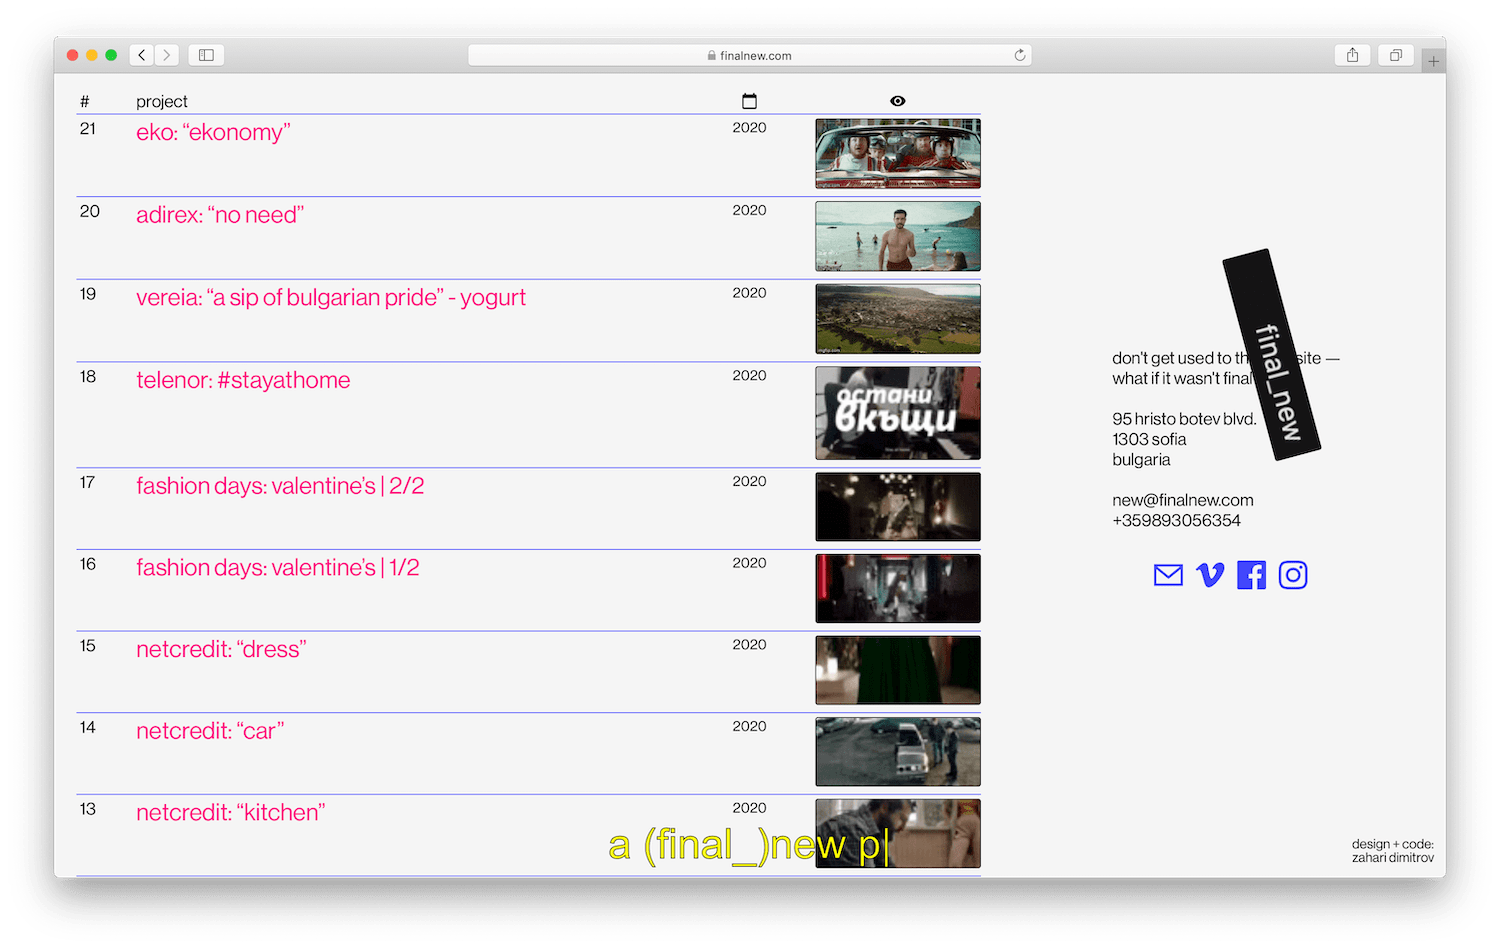 finalnew.com
# project
21 eko: “ekonomy” 2020
imgflip.com
20 adirex: “no need” 2020
19 vereia: “a sip of bulgarian pride” - yogurt 2020
imgflip.com
18 telenor: #stayathome 2020
остани
вкъщи
17 fashion days: valentine’s | 2/2 2020
16 fashion days: valentine’s | 1/2 2020
15 netcredit: “dress” 2020
14 netcredit: “car” 2020
13 netcredit: “kitchen” 2020
a (final_)new p|
final_new
don't get used to th site —
what if it wasn't final
95 hristo botev blvd.
1303 sofia
bulgaria
new@finalnew.com
+359893056354
design + code:
zahari dimitrov